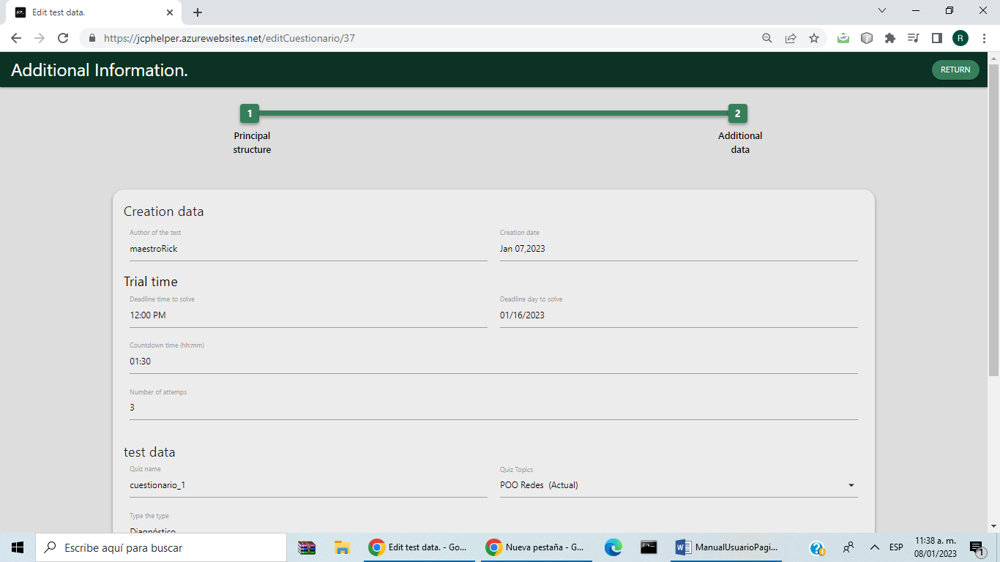 JCP_
Edit test data.
https://jcphelper.azurewebsites.net/editCuestionario/37
R
Additional Information.
RETURN
1
2
Principal
structure
Additional
data
Creation data
Author of the test
Creation date
maestroRick
Jan 07,2023
Trial time
Deadline time to solve
Deadline day to solve
12:00 PM
01/16/2023
Countdown time (hh:mm)
01:30
Number of attemps
3
test data
Quiz name
Quiz Topics
cuestionario_1
POO Redes (Actual)
Type the type
Diagnóstico
Escribe aquí para buscar
Edit test data. - Go...
Nueva pestaña - G...
ManualUsuarioPagi...
ESP
11:38 a. m.
08/01/2023
1